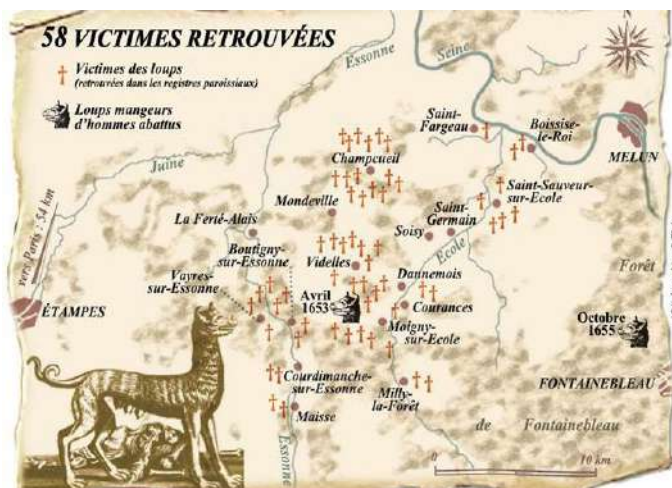 58 VICTIMES RETROUVÉES
Victimes des loups
(retrouvées dans les registres paroissiaux)
Loups mangeurs
d'hommes abattus
Essonne
Seine
Juine
Saint-
Fargeau
Boissise-
le-Roi
MELUN
Champcueil
Mondeville
Saint-Sauveur-
sur-Ecole
La Ferté-Alais
Saint-
Germain
Soisy
Ecole
vers Paris : 54 km
Boutigny-
sur-Essonne
Videlles
Dannemois
Forêt
Vayres-
sur-Essonne
Avril
1653
Courances
ÉTAMPES
Moigny-
sur-Ecole
Octobre
1655
Courdimanche-
sur-Essonne
Milly-
la-Forêt
FONTAINEBLEAU
Maisse
de Fontainebleau
Essonne
0 10 km